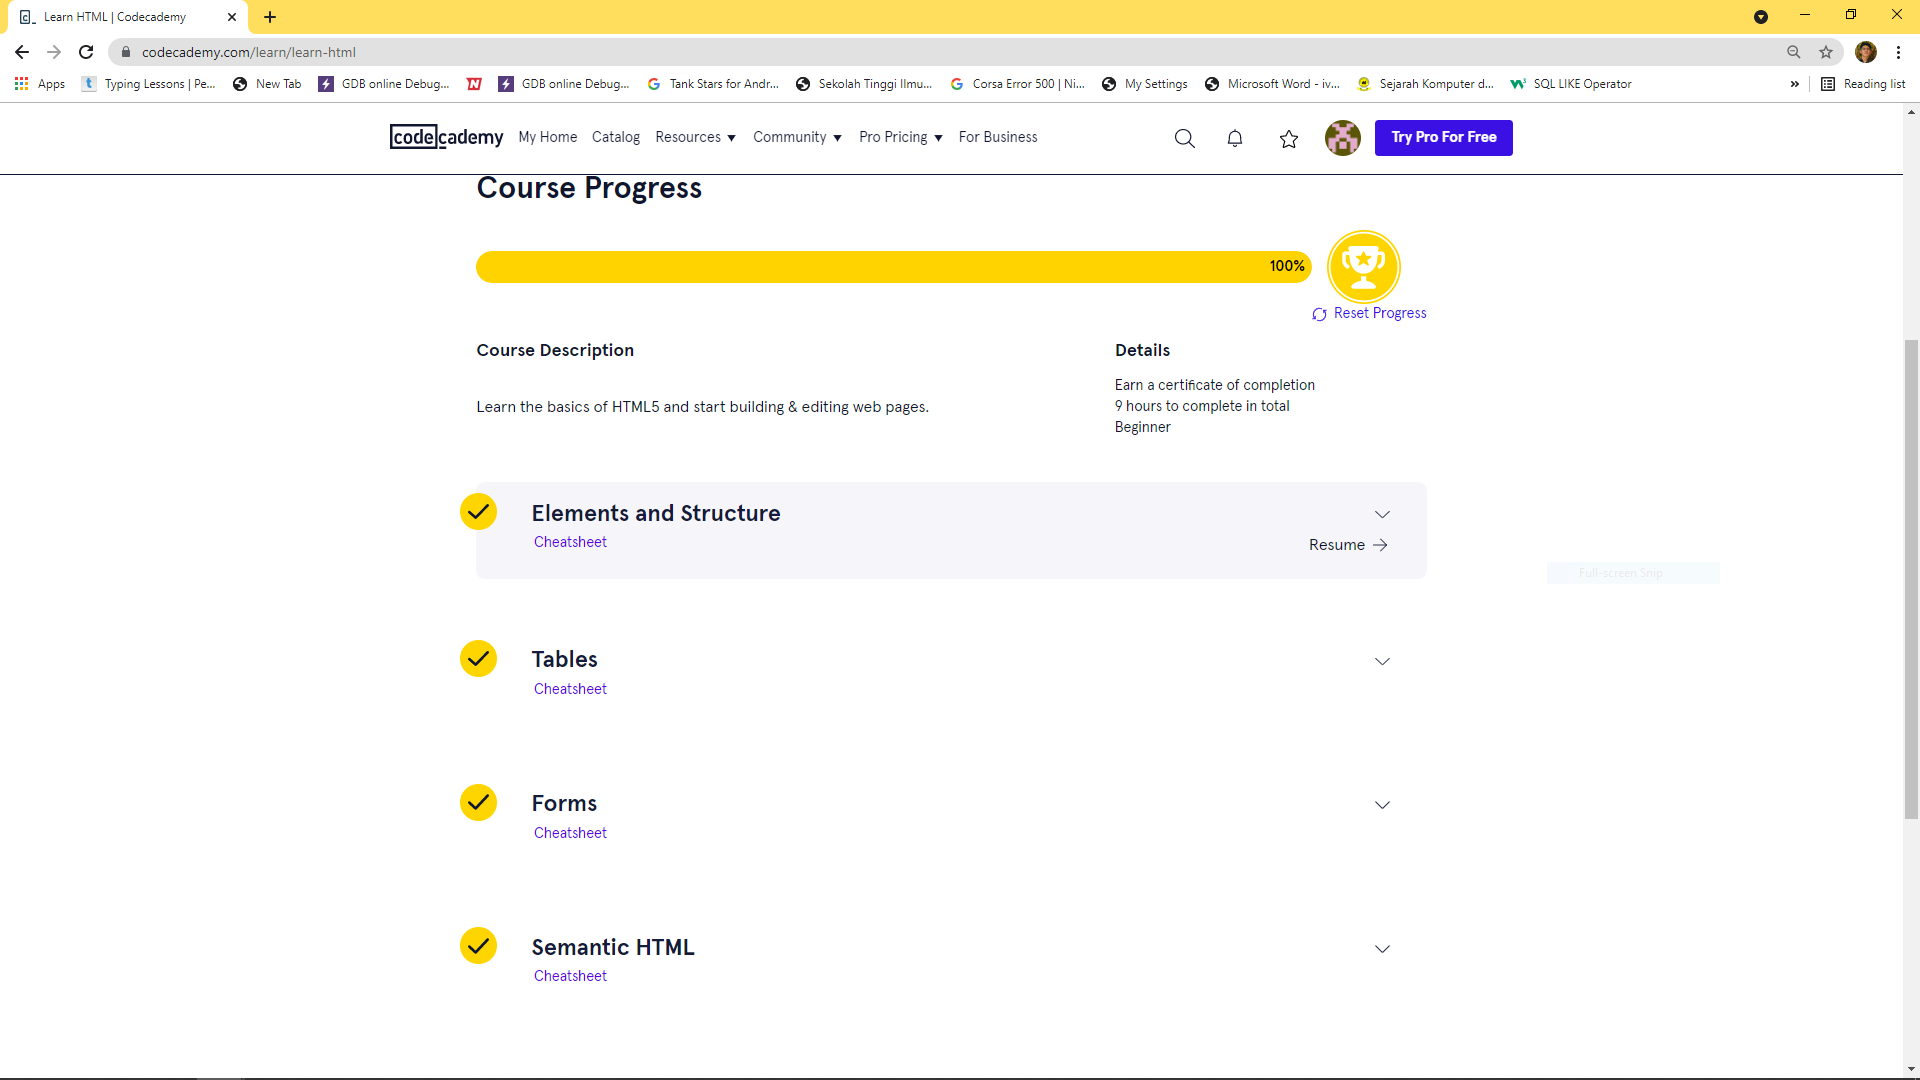 Learn HTML | Codecademy
codecademy.com/learn/learn-html
Apps Typing Lessons | Pe... New Tab GDB online Debug... GDB online Debug... Tank Stars for Andr... Sekolah Tinggi Ilmu... Corsa Error 500 | Ni... My Settings Microsoft Word - iv... Sejarah Komputer d... SQL LIKE Operator » Reading list
codecademy My Home Catalog Resources Community Pro Pricing For Business Try Pro For Free
Course Progress
100%
Reset Progress
Course Description
Learn the basics of HTML5 and start building & editing web pages.
Details
Earn a certificate of completion
9 hours to complete in total
Beginner
Elements and Structure
Cheatsheet
Resume
Full-screen Snip
Tables
Cheatsheet
Forms
Cheatsheet
Semantic HTML
Cheatsheet